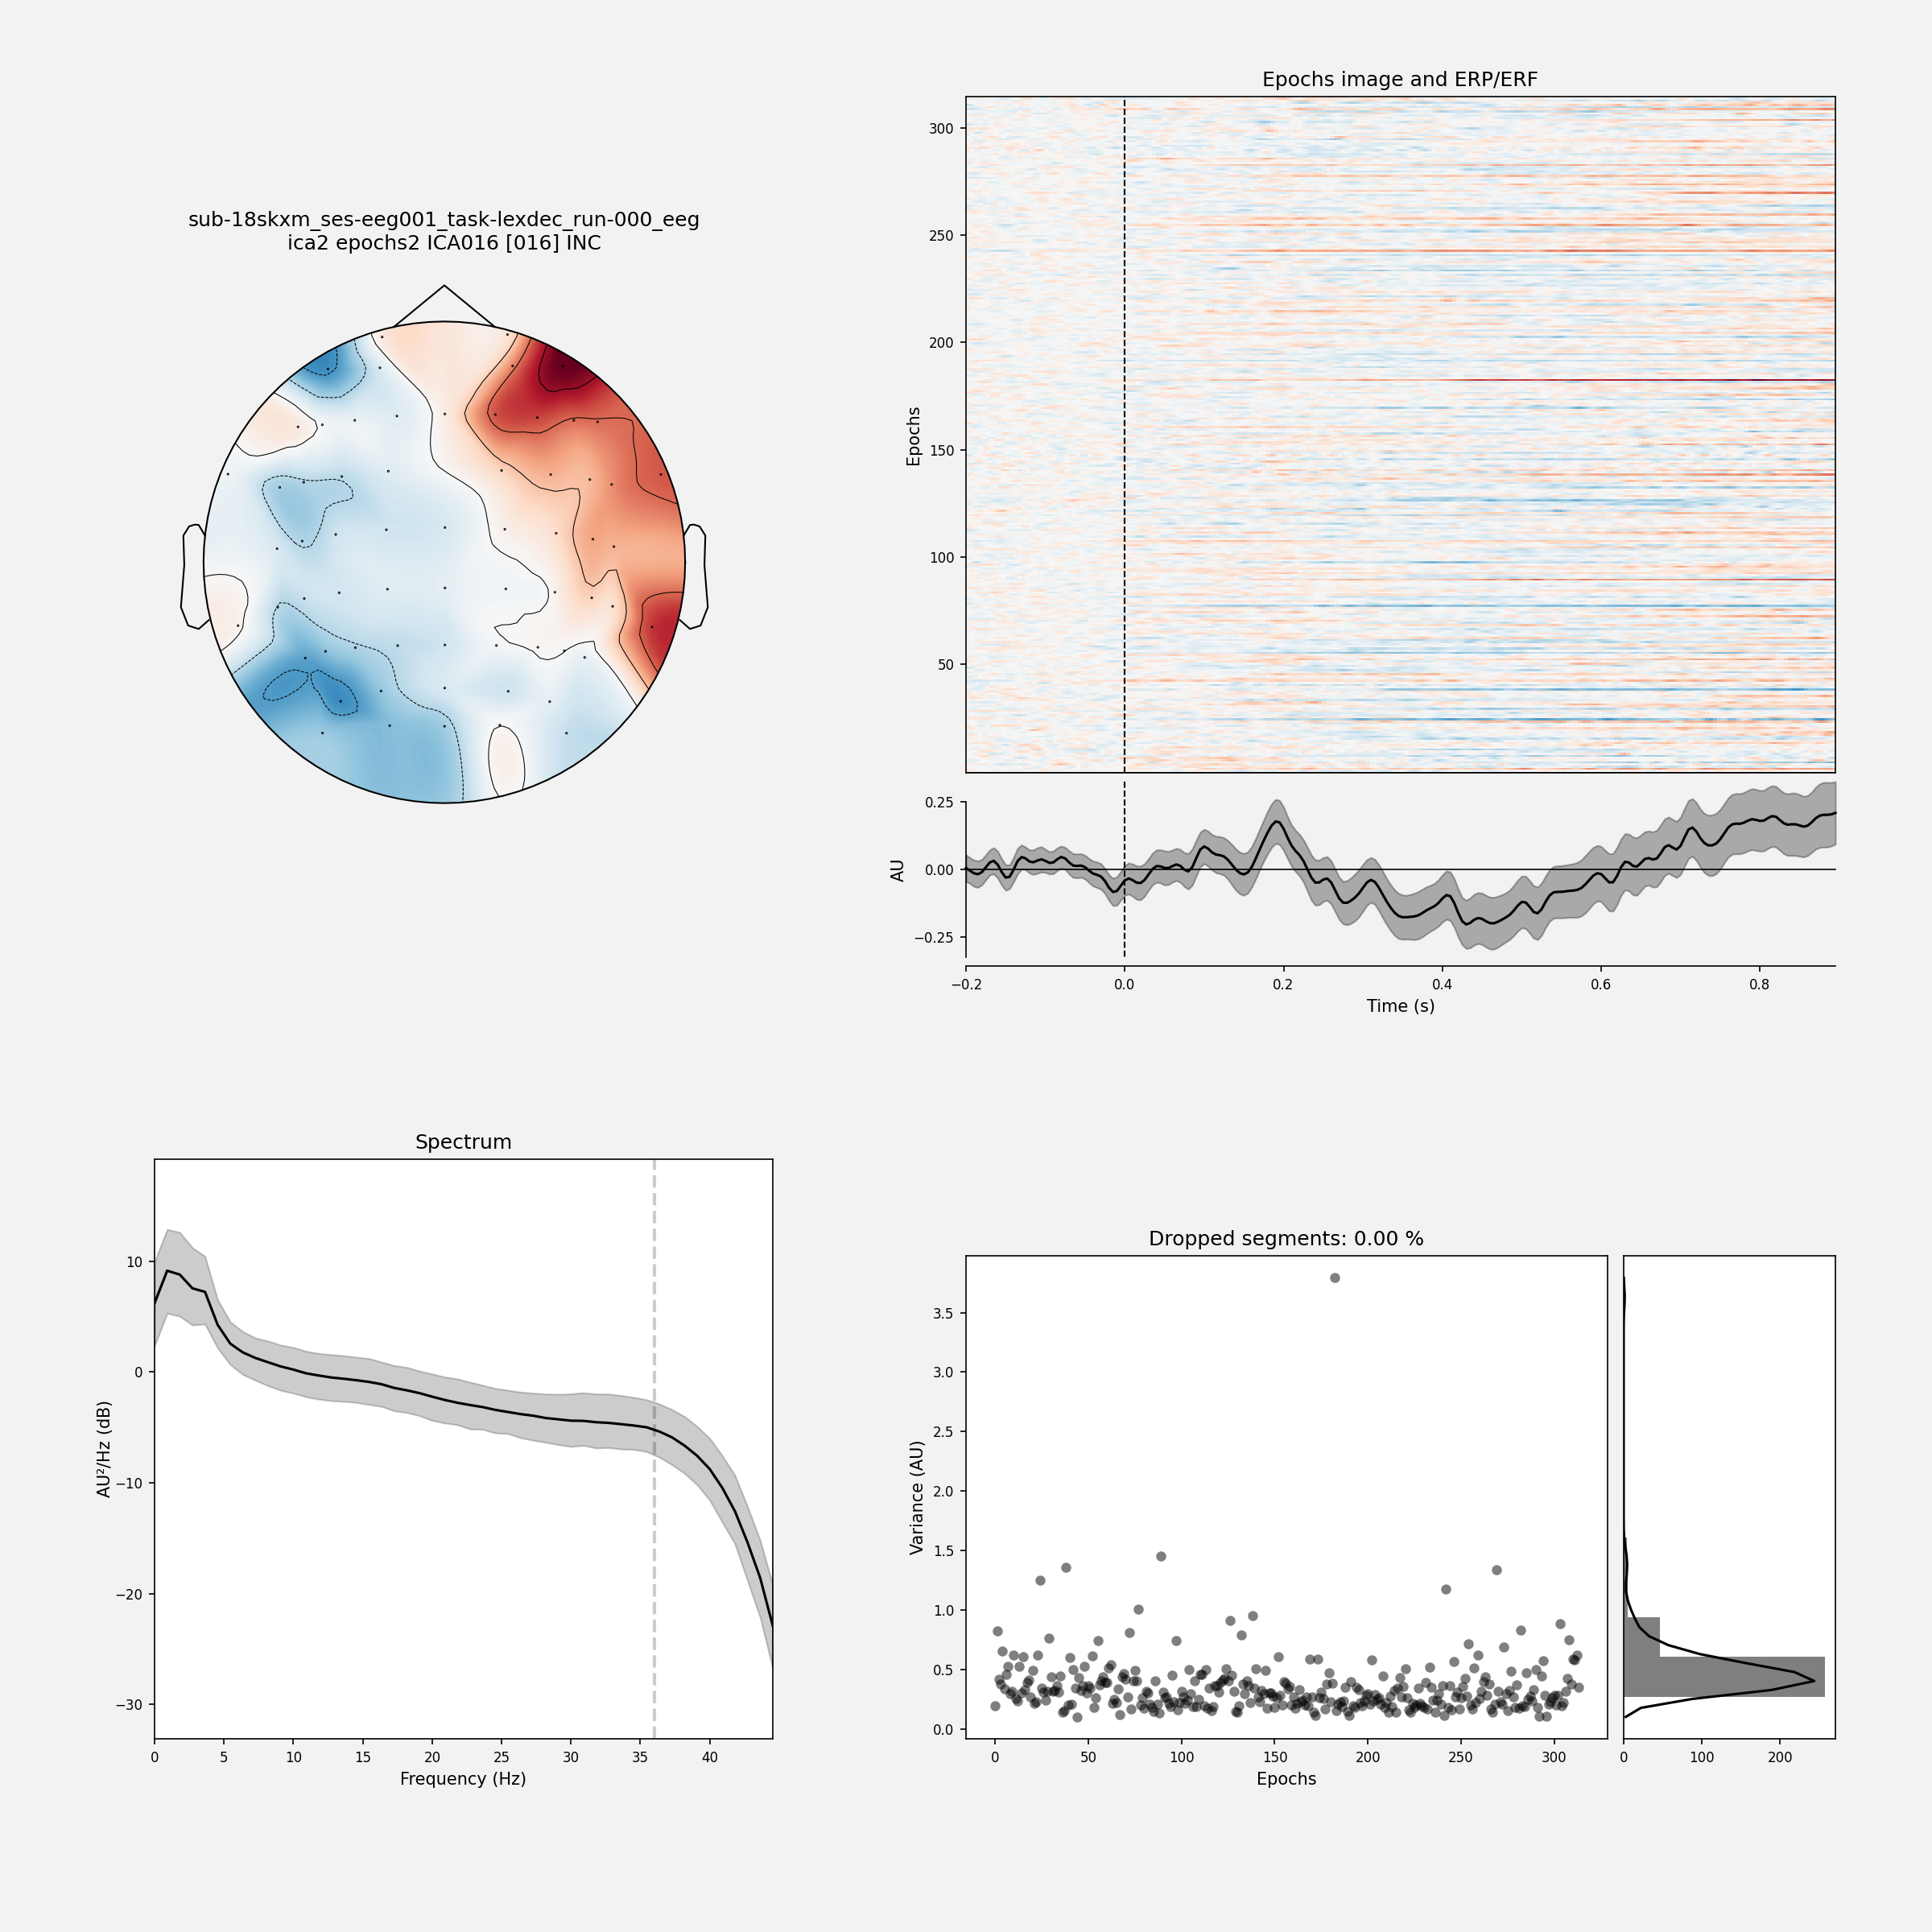 sub-18skxm_ses-eeg001_task-lexdec_run-000_eeg
ica2 epochs2 ICA016 [016] INC
Epochs image and ERP/ERF
300
250
200
150
100
50
Epochs
0.25
0.00
−0.25
AU
−0.2 0.0 0.2 0.4 0.6 0.8
Time (s)
Spectrum
10
0
−10
−20
−30
AU²/Hz (dB)
0 5 10 15 20 25 30 35 40
Frequency (Hz)
Dropped segments: 0.00 %
3.5
3.0
2.5
2.0
1.5
1.0
0.5
0.0
Variance (AU)
0 50 100 150 200 250 300
Epochs
0 100 200